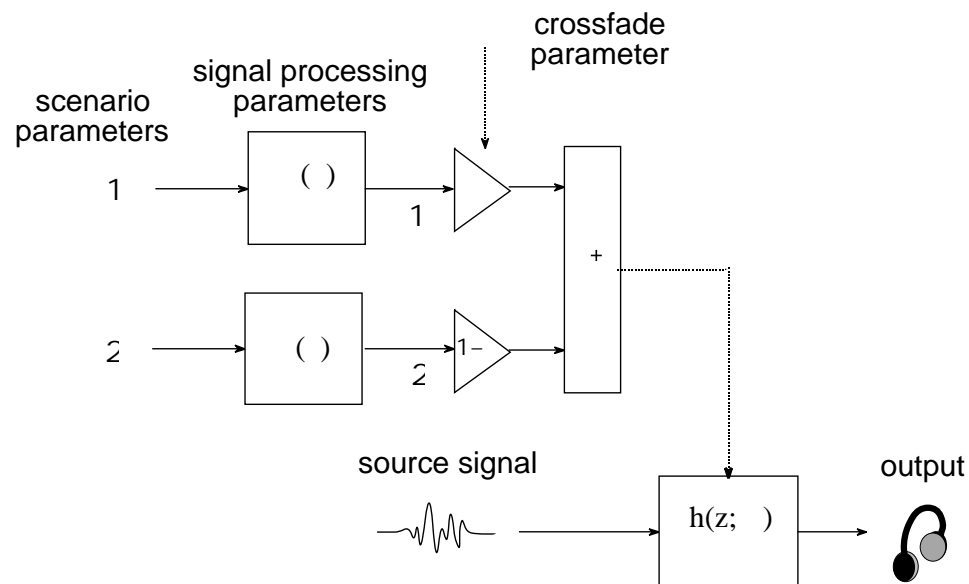 crossfade
parameter
signal processing
parameters
scenario
parameters
1
( )
1
+
2
( )
2
1–
source signal
output
h(z; )